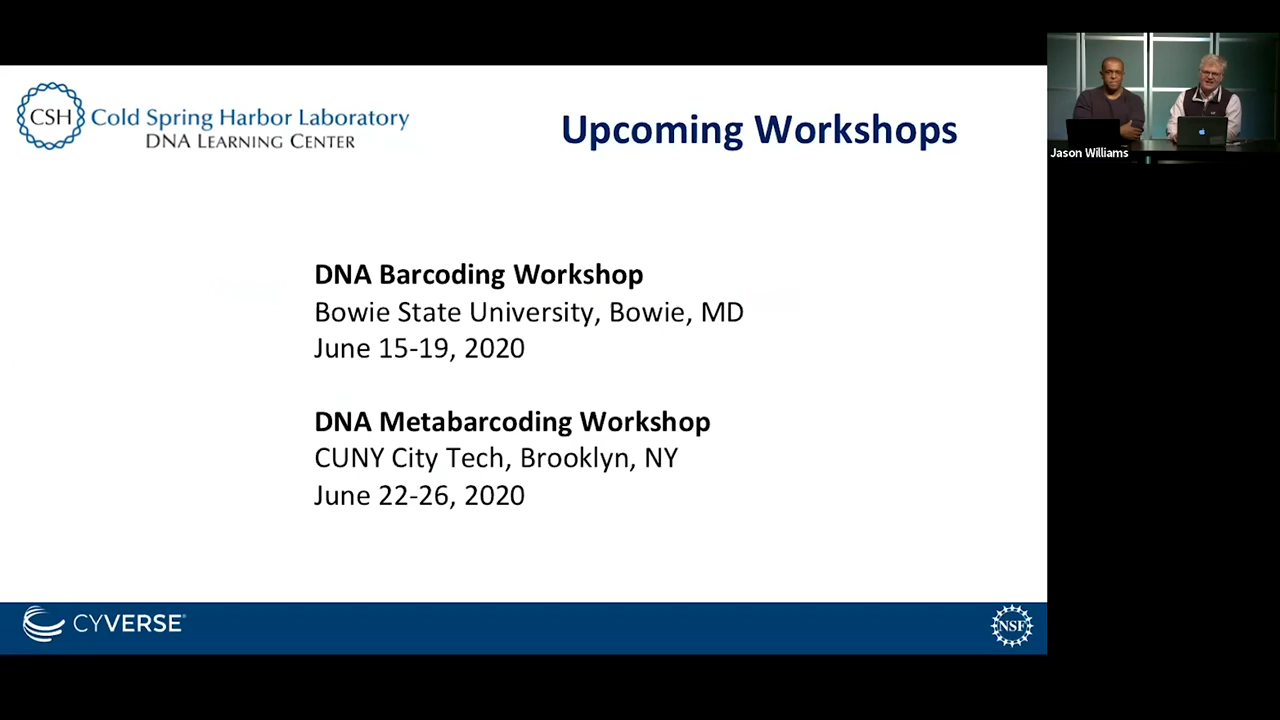 CSH Cold Spring Harbor Laboratory
DNA LEARNING CENTER
Upcoming Workshops
Jason Williams
DNA Barcoding Workshop
Bowie State University, Bowie, MD
June 15-19, 2020
DNA Metabarcoding Workshop
CUNY City Tech, Brooklyn, NY
June 22-26, 2020
CYVERSE®
NSF